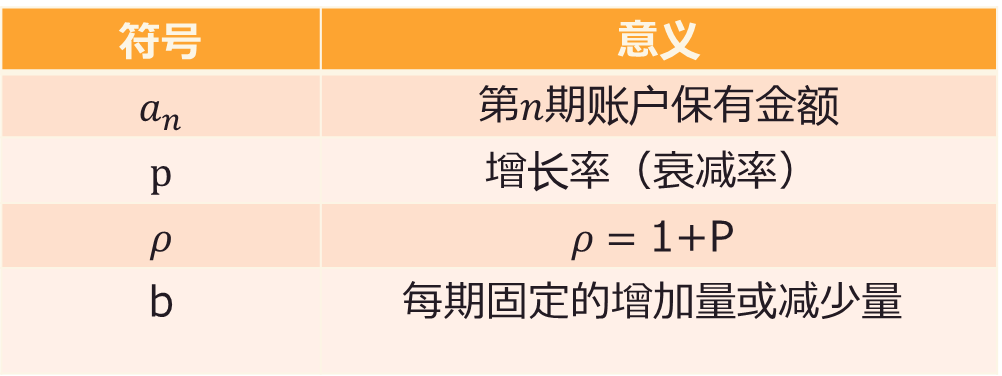 符号 意义
aₙ 第n期账户保有金额
p 增长率（衰减率）
ρ ρ = 1+P
b 每期固定的增加量或减少量